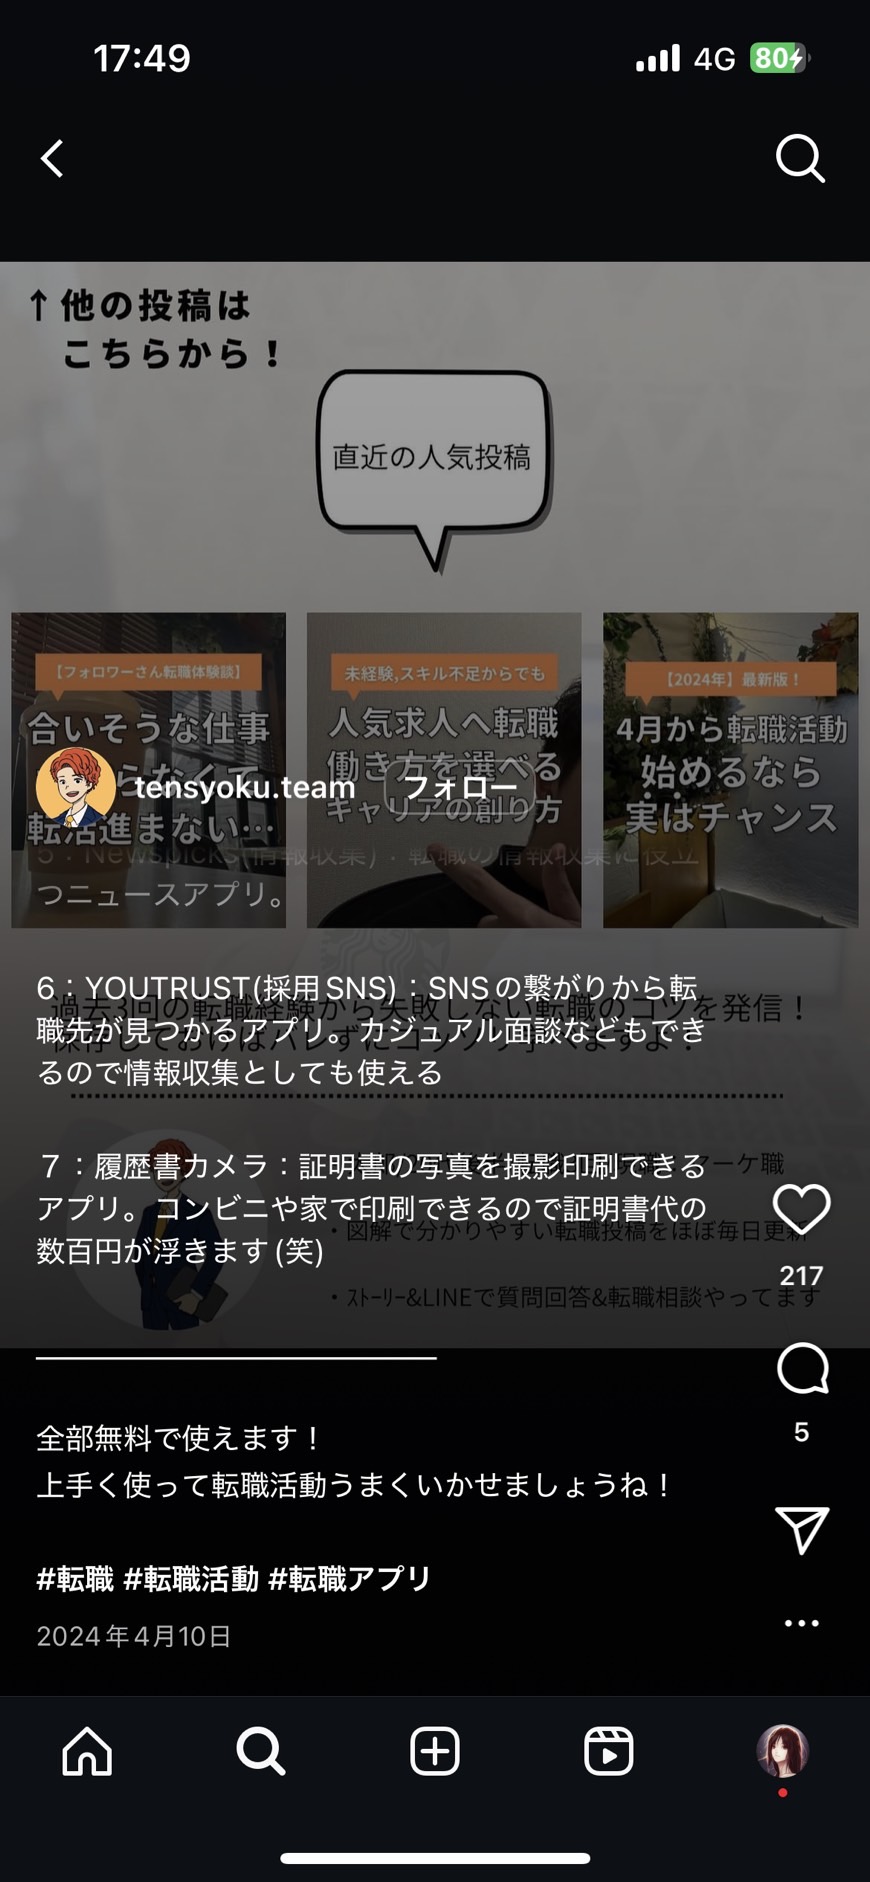 17:49
4G
80
↑他の投稿は
こちらから！
直近の人気投稿
【フォロワーさん転職体験談】
合いそうな仕事
らなくて
転活進まない…
未経験,スキル不足からでも
人気求人へ転職
働き方を選べる
キャリアの創り方
【2024年】最新版！
4月から転職活動
始めるなら
実はチャンス
tensyoku.team
フォロー
5：Newspicks(情報収集)：転職の情報収集に役立
つニュースアプリ。
6：YOUTRUST(採用SNS)：SNSの繋がりから転
職先が見つかるアプリ。カジュアル面談などもでき
るので情報収集としても使える
過去3回の転職経験から失敗しない転職のコツを発信！
７：履歴書カメラ：証明書の写真を撮影印刷できる
アプリ。コンビニや家で印刷できるので証明書代の
数百円が浮きます(笑)
マーケ職
・図解で分かりやすい転職投稿をほぼ毎日更新
・ｽﾄｰﾘｰ&LINEで質問回答&転職相談やってます
217
5
全部無料で使えます！
上手く使って転職活動うまくいかせましょうね！
#転職 #転職活動 #転職アプリ
2024年4月10日